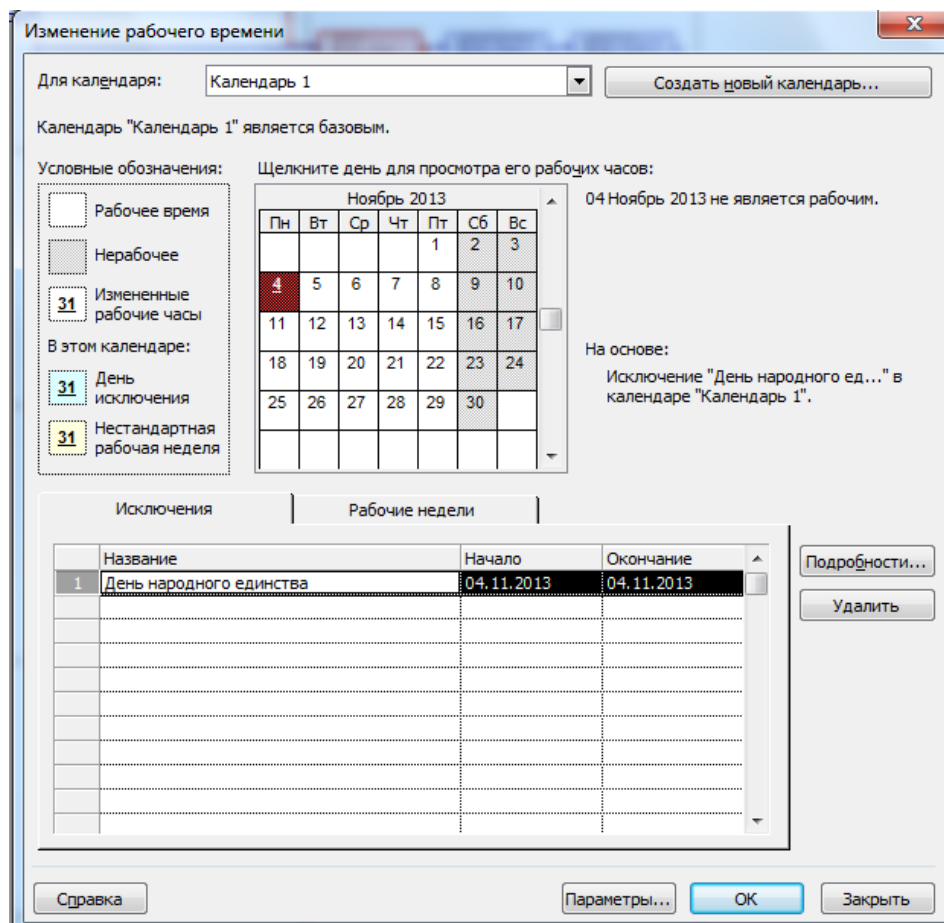 Изменение рабочего времени
Для календаря: Календарь 1 Создать новый календарь...
Календарь "Календарь 1" является базовым.
Условные обозначения:
Рабочее время
Нерабочее
31 Измененные
рабочие часы
В этом календаре:
31 День
исключения
31 Нестандартная
рабочая неделя
Щелкните день для просмотра его рабочих часов:
Ноябрь 2013
Пн Вт Ср Чт Пт Сб Вс
1 2 3
4 5 6 7 8 9 10
11 12 13 14 15 16 17
18 19 20 21 22 23 24
25 26 27 28 29 30
04 Ноябрь 2013 не является рабочим.
На основе:
Исключение "День народного ед..." в
календаре "Календарь 1".
Исключения Рабочие недели
Название Начало Окончание
1 День народного единства 04.11.2013 04.11.2013
Подробности...
Удалить
Справка Параметры... ОК Закрыть